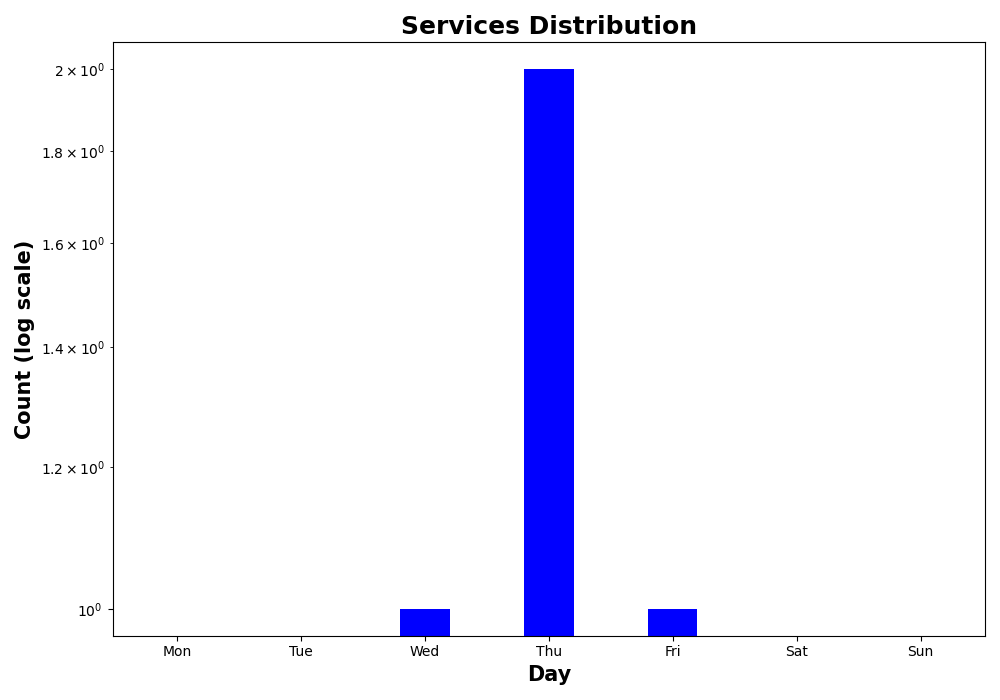 Services Distribution
Count (log scale)
2 × 10⁰
1.8 × 10⁰
1.6 × 10⁰
1.4 × 10⁰
1.2 × 10⁰
10⁰
Mon Tue Wed Thu Fri Sat Sun
Day